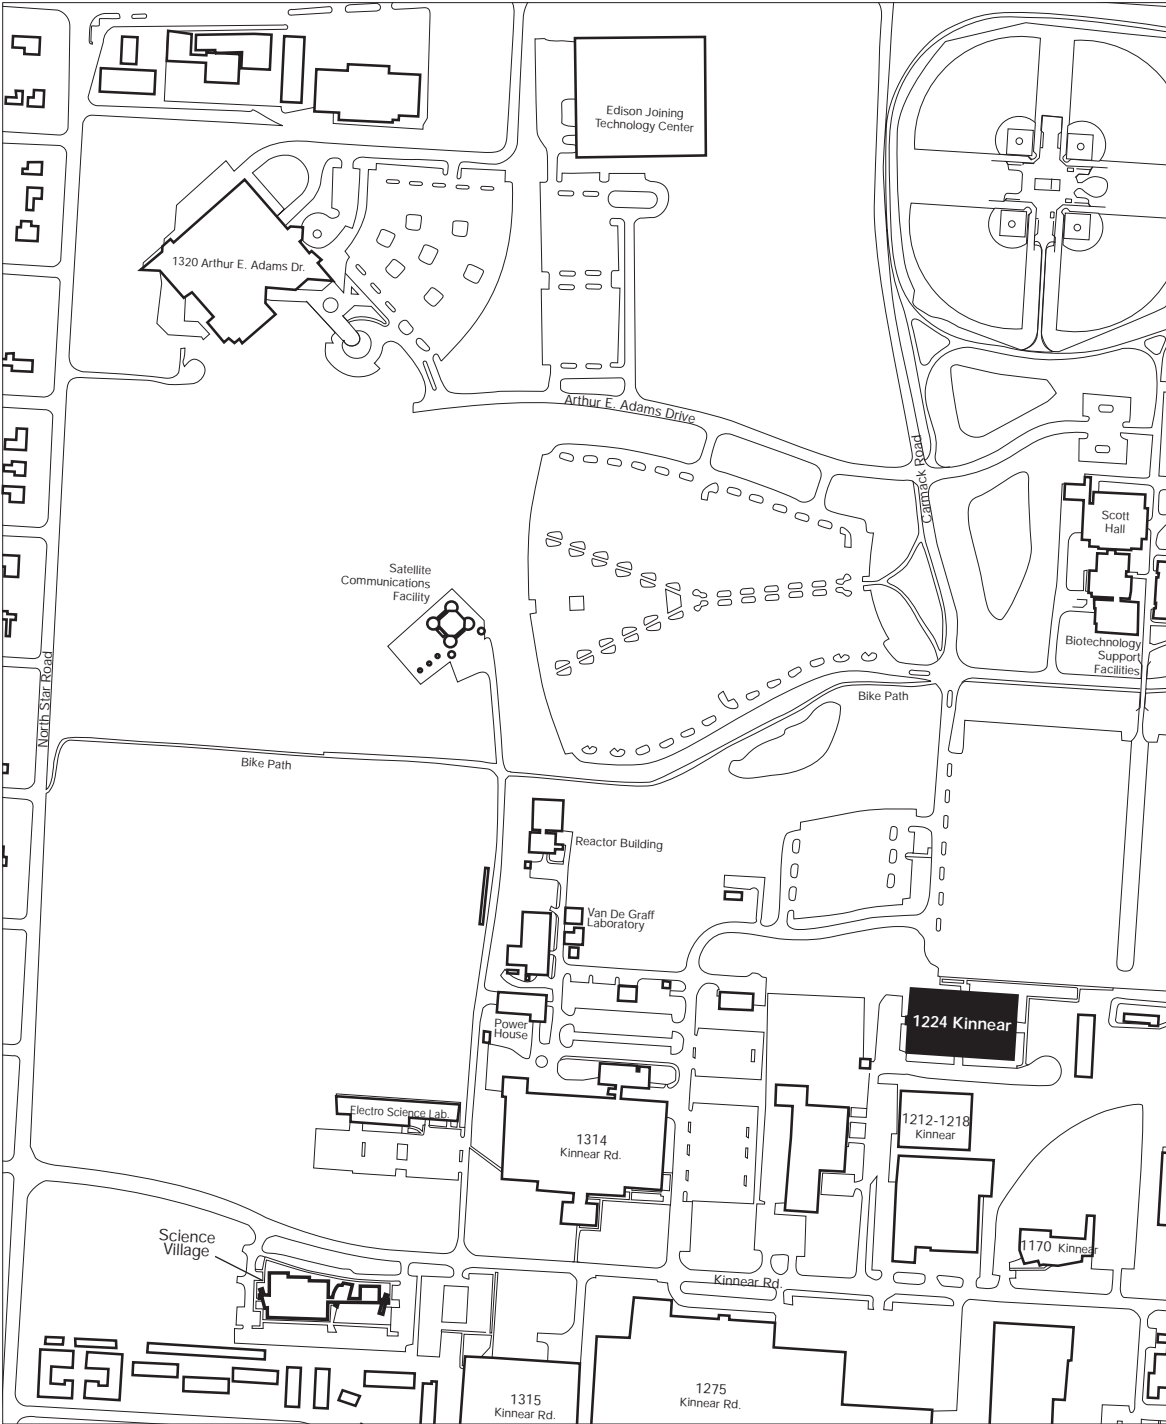 Edison Joining
Technology Center
1320 Arthur E. Adams Dr.
Arthur E. Adams Drive
Carmack Road
Scott
Hall
Satellite
Communications
Facility
Biotechnology
Support
Facilities
North Star Road
Bike Path
Bike Path
Reactor Building
Van De Graff
Laboratory
Power
House
1224 Kinnear
Electro Science Lab.
1212-1218
Kinnear
1314
Kinnear Rd.
Science
Village
1170 Kinnear
Kinnear Rd.
1315
Kinnear Rd.
1275
Kinnear Rd.